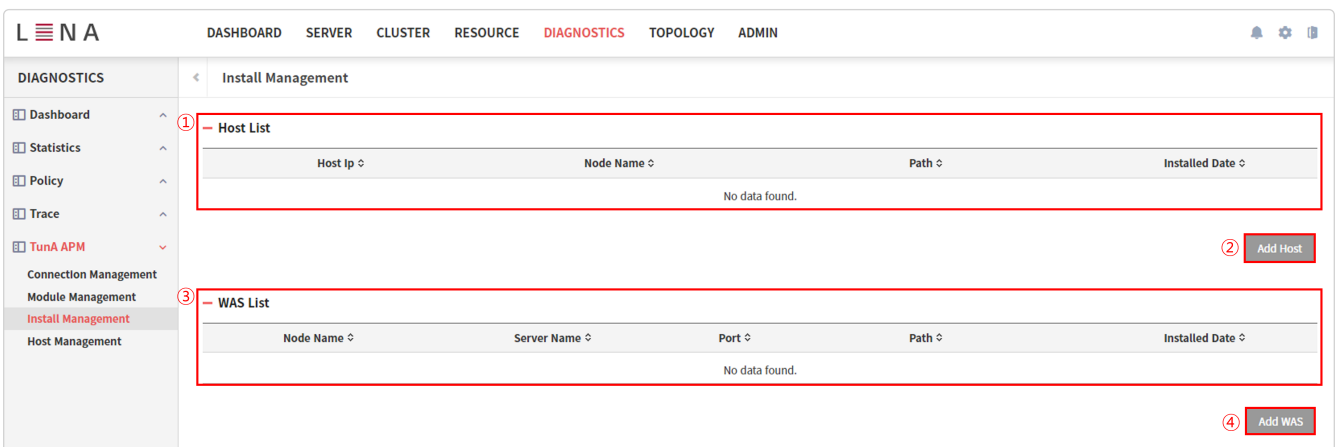 LENA DASHBOARD SERVER CLUSTER RESOURCE DIAGNOSTICS TOPOLOGY ADMIN
DIAGNOSTICS
Install Management
Dashboard
Statistics
Policy
Trace
TunA APM
Connection Management
Module Management
Install Management
Host Management
①
Host List
Host Ip Node Name Path Installed Date
No data found.
② Add Host
③
WAS List
Node Name Server Name Port Path Installed Date
No data found.
④ Add WAS